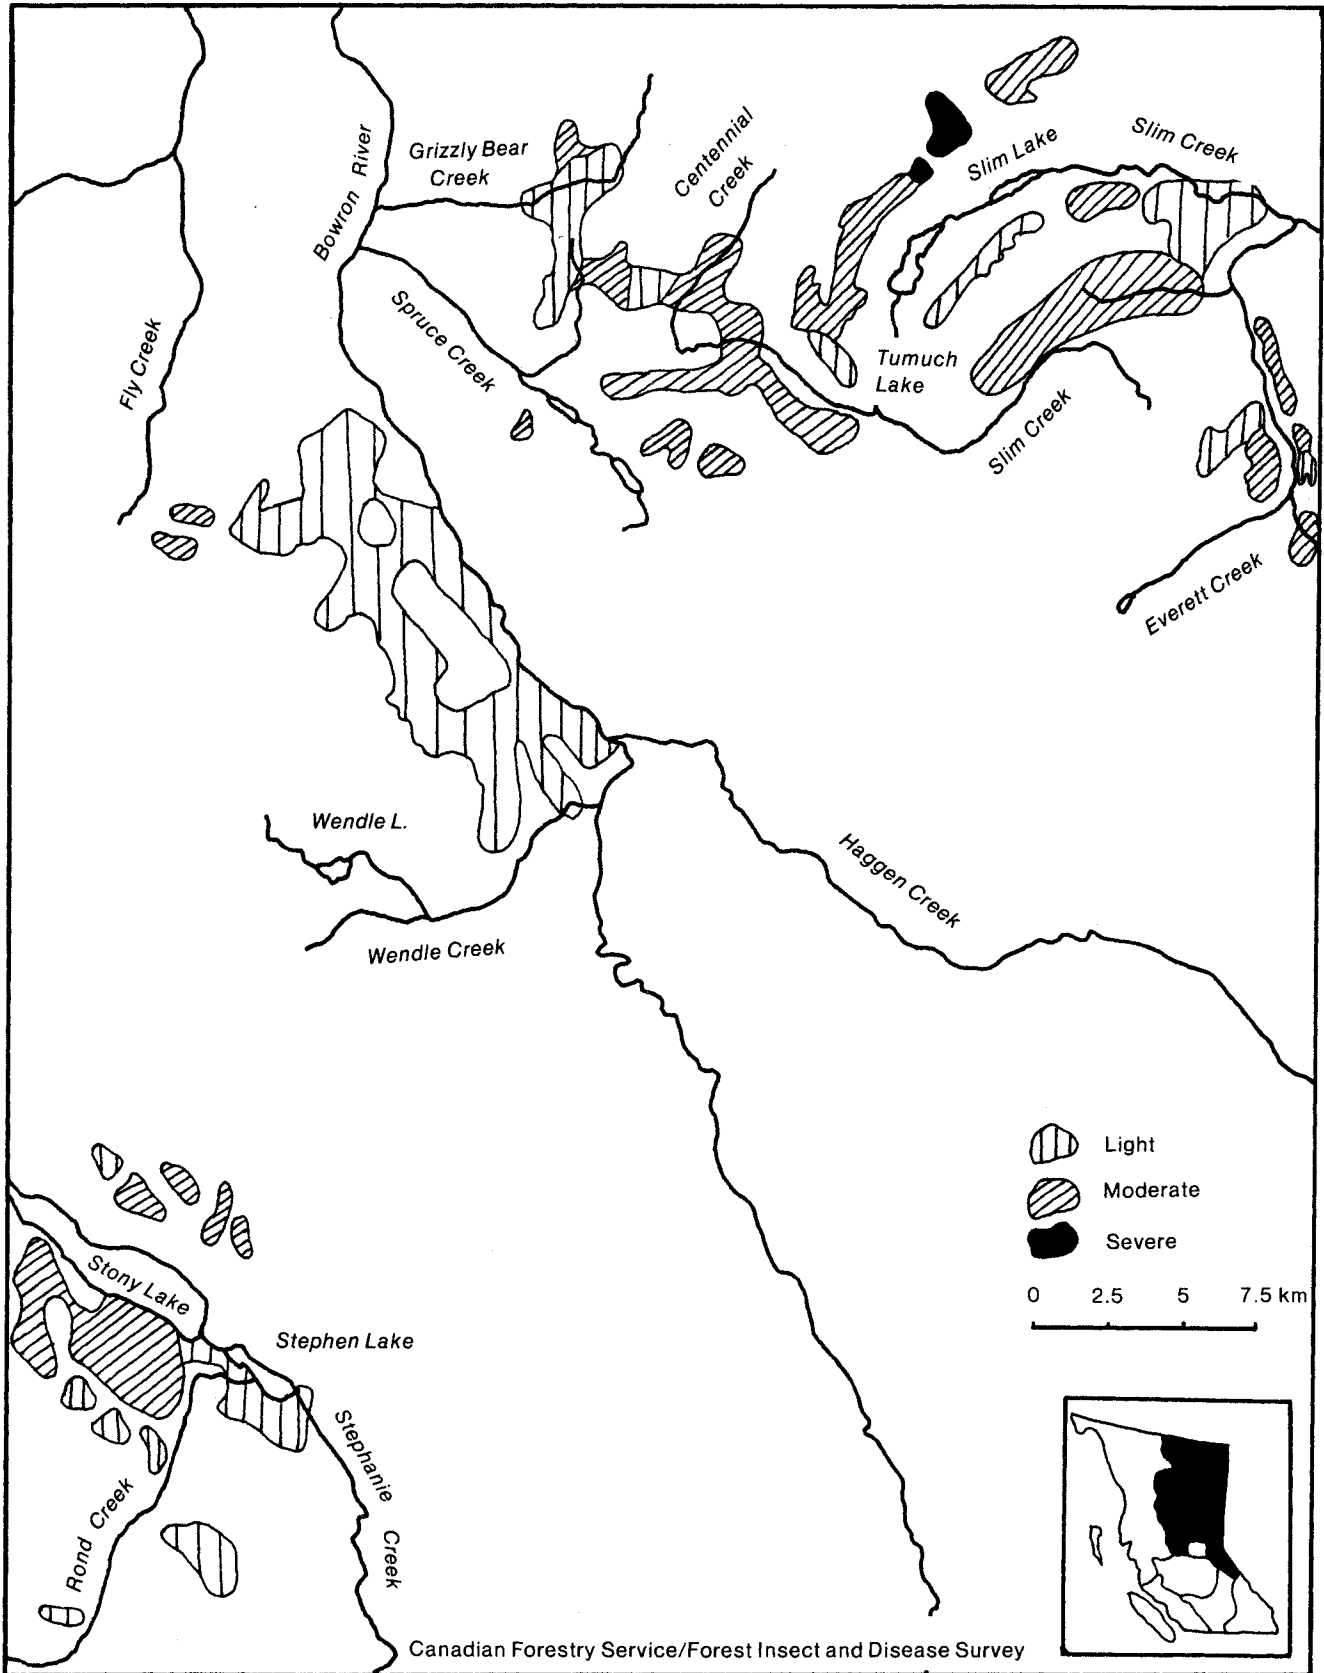 Slim Creek
Slim Lake
Grizzly Bear
Creek
Centennial
Creek
Bowron River
Spruce Creek
Fly Creek
Tumuch
Lake
Slim Creek
Everett Creek
Wendle L.
Haggen Creek
Wendle Creek
Light
Moderate
Severe
0 2.5 5 7.5 km
Stony Lake
Stephen Lake
Stephanie Creek
Rond Creek
Canadian Forestry Service/Forest Insect and Disease Survey